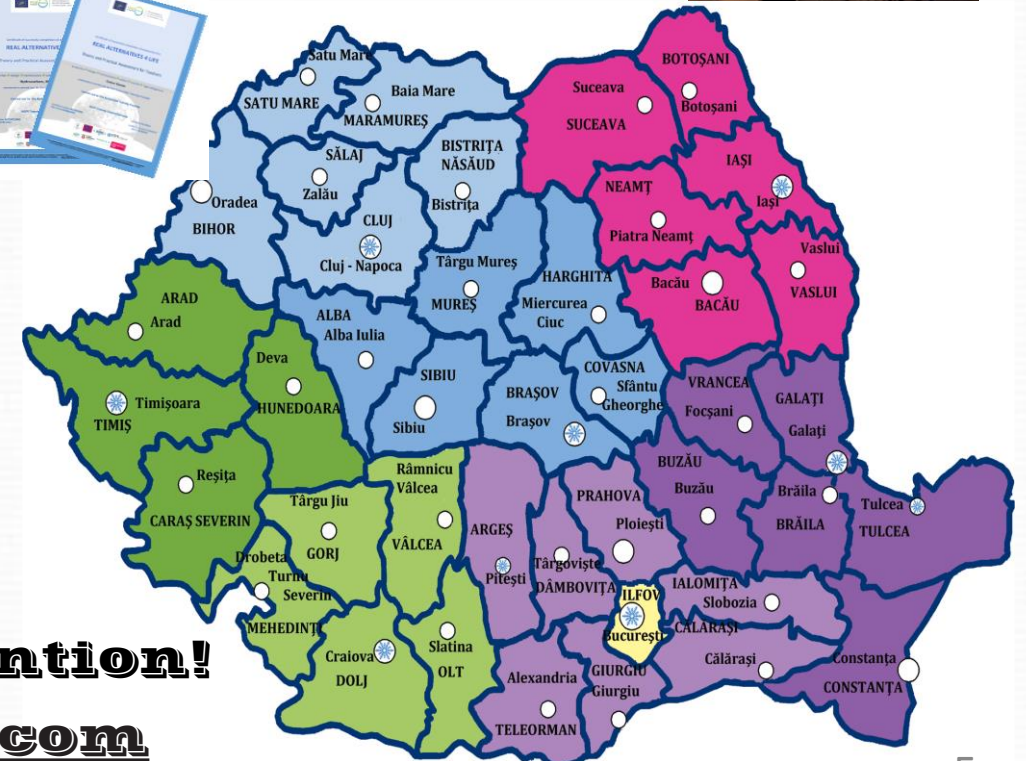 REAL ALTERNATIVES 4 LIFE
Satu Mare
SATU MARE
Baia Mare
MARAMUREȘ
Suceava
SUCEAVA
BOTOȘANI
Botoșani
SĂLAJ
Zalău
BISTRIȚA
NĂSĂUD
Bistrița
IAȘI
Iași
Oradea
BIHOR
CLUJ
Cluj - Napoca
NEAMȚ
Piatra Neamț
Târgu Mureș
MUREȘ
HARGHITA
Miercurea
Ciuc
Bacău
BACĂU
Vaslui
VASLUI
ARAD
Arad
ALBA
Alba Iulia
Deva
HUNEDOARA
SIBIU
Sibiu
BRAȘOV
Brașov
COVASNA
Sfântu
Gheorghe
VRANCEA
Focșani
GALAȚI
Galați
Timișoara
TIMIȘ
Reșița
CARAȘ SEVERIN
Râmnicu
Vâlcea
VÂLCEA
Târgu Jiu
GORJ
ARGEȘ
Pitești
PRAHOVA
Ploiești
BUZĂU
Buzău
Brăila
BRĂILA
Tulcea
TULCEA
Drobeta
Turnu
Severin
MEHEDINȚI
Târgoviște
DÂMBOVIȚA
ILFOV
București
IALOMIȚA
Slobozia
CĂLĂRAȘI
Călărași
Craiova
DOLJ
Slatina
OLT
Alexandria
TELEORMAN
GIURGIU
Giurgiu
Constanța
CONSTANȚA
ntion!
com